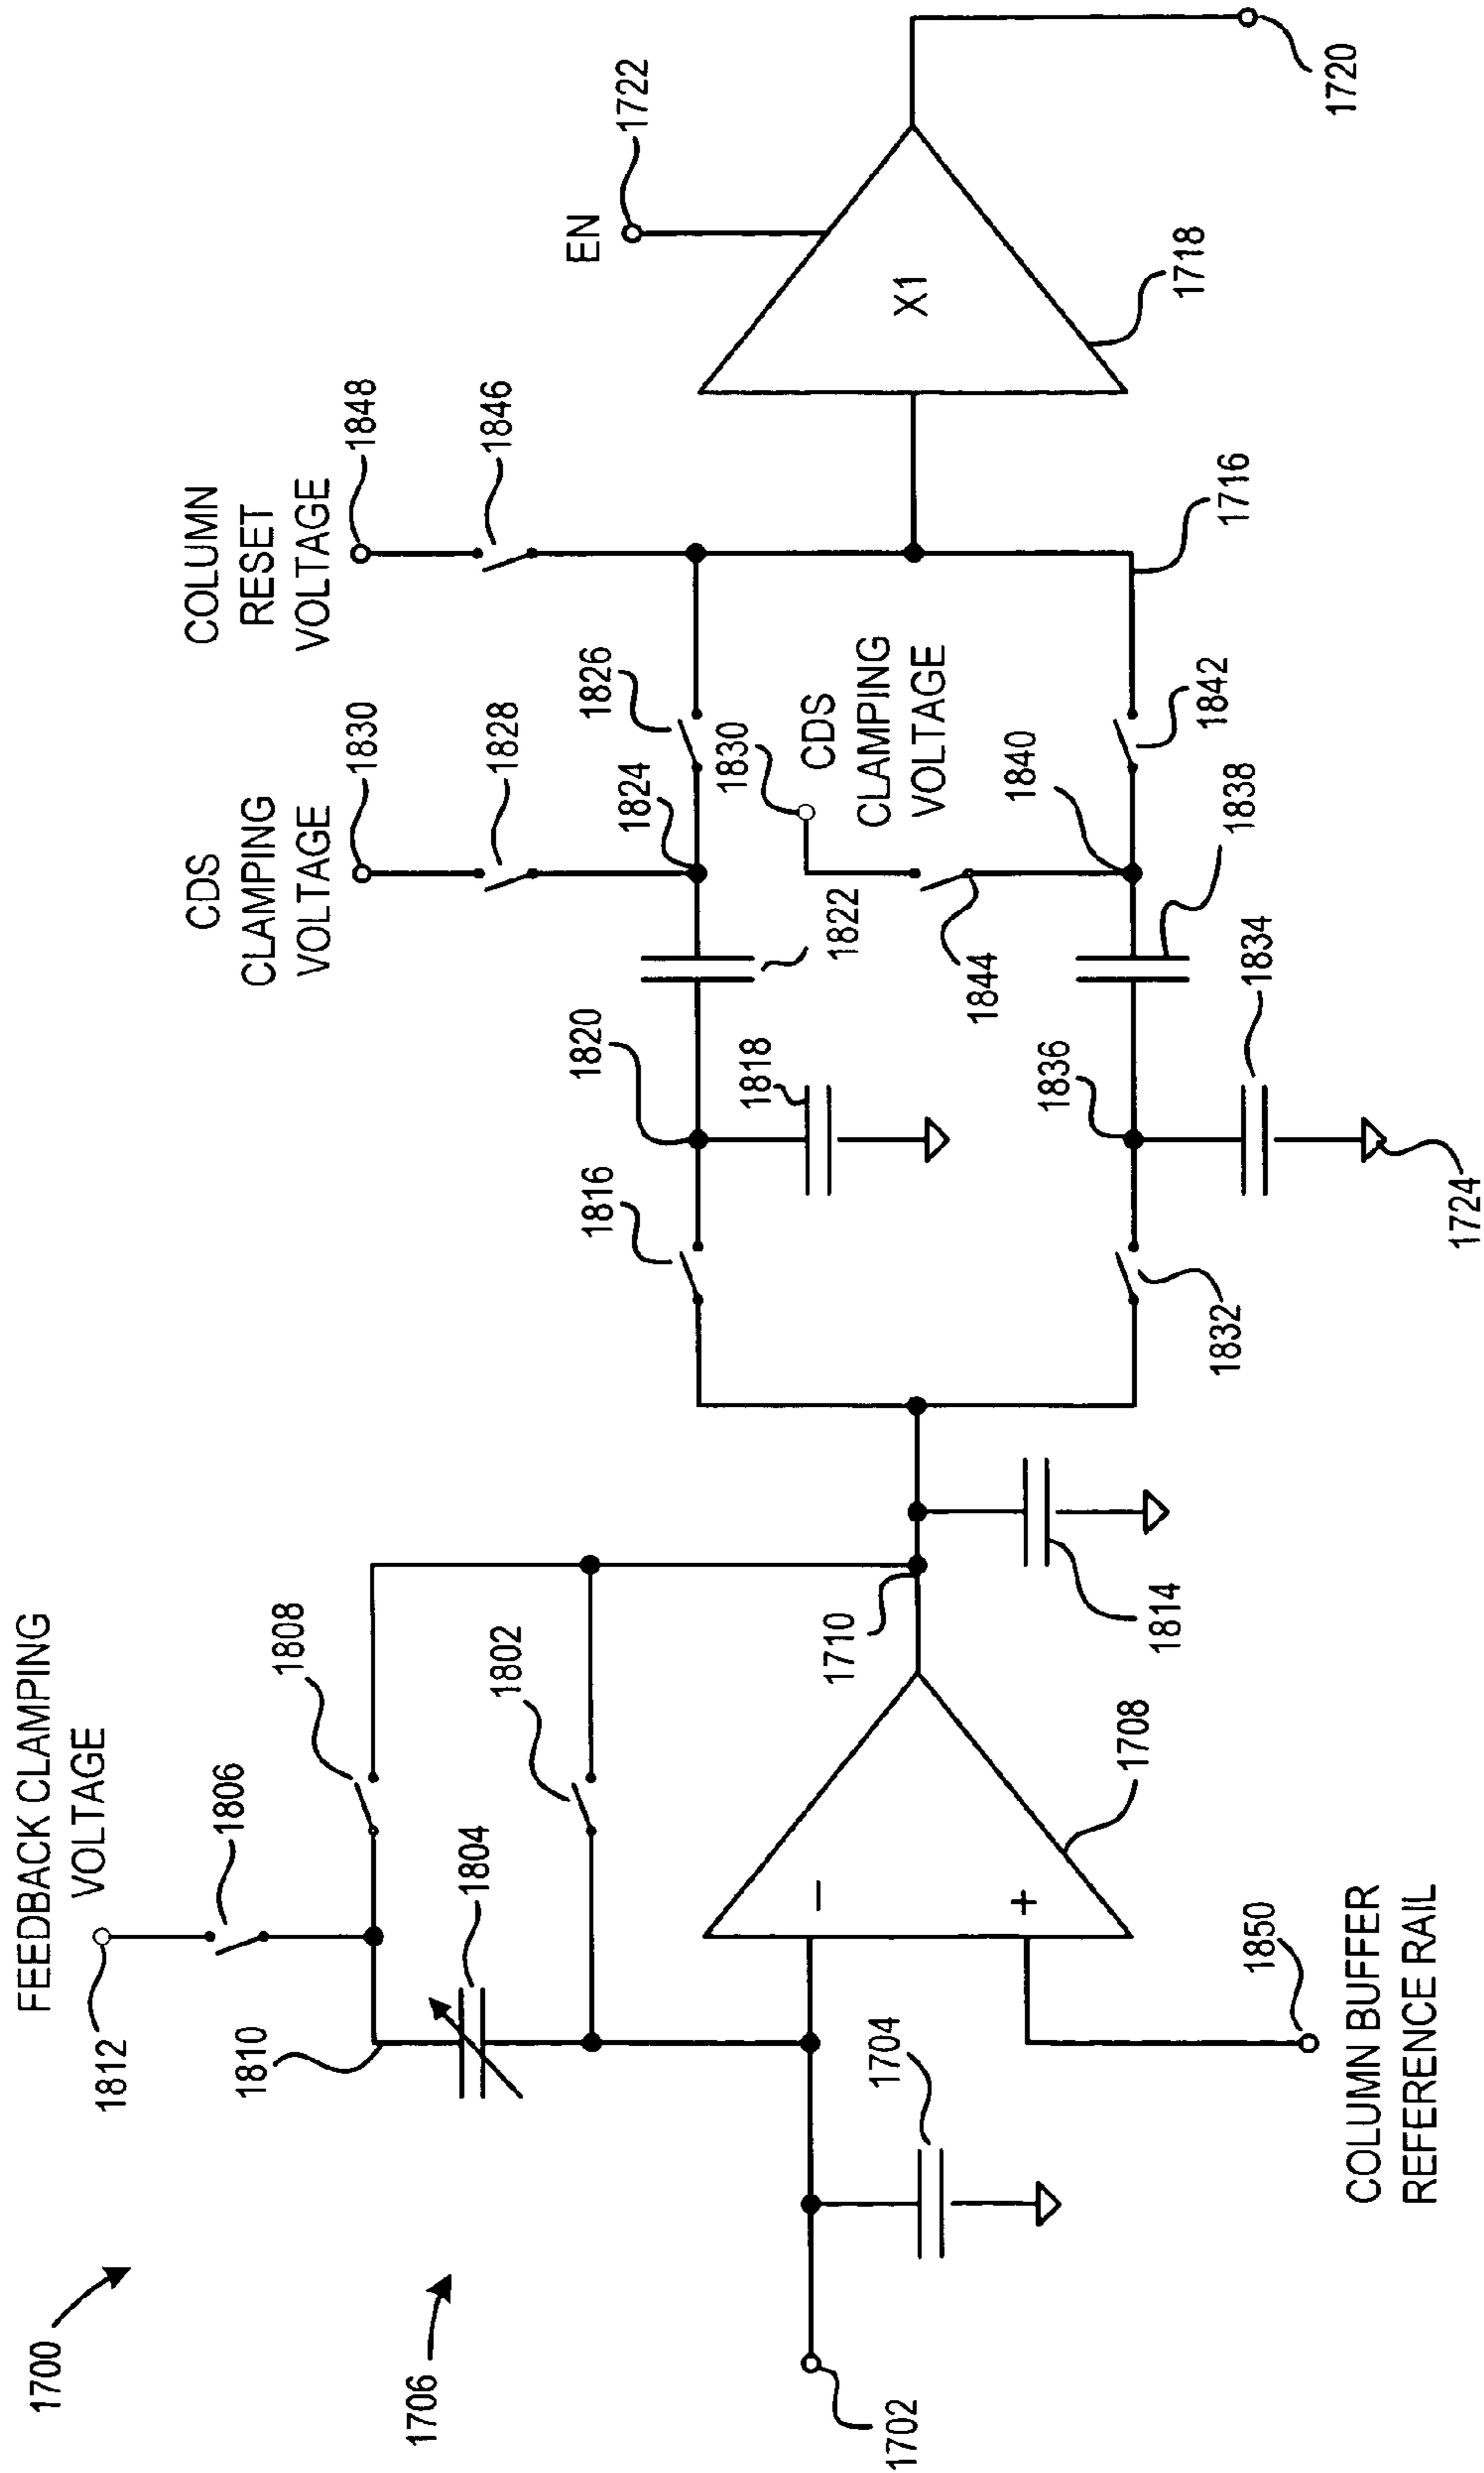 1700
1706
1702
FEEDBACK CLAMPING
VOLTAGE
1812
1806
1808
1810
1804
1802
1704
−
+
1708
1710
1850
COLUMN BUFFER
REFERENCE RAIL
1814
1816
1820
1818
1832
1836
1834
1724
CDS
CLAMPING
VOLTAGE
1830
1828
1824
1822
1826
1830
CDS
CLAMPING
VOLTAGE
1844
1840
1838
1842
COLUMN
RESET
VOLTAGE
1848
1846
1716
EN
1722
X1
1718
1720